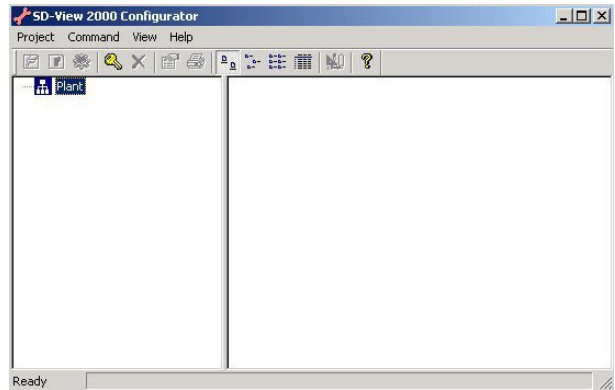 SD-View 2000 Configurator
Project Command View Help
Plant
Ready